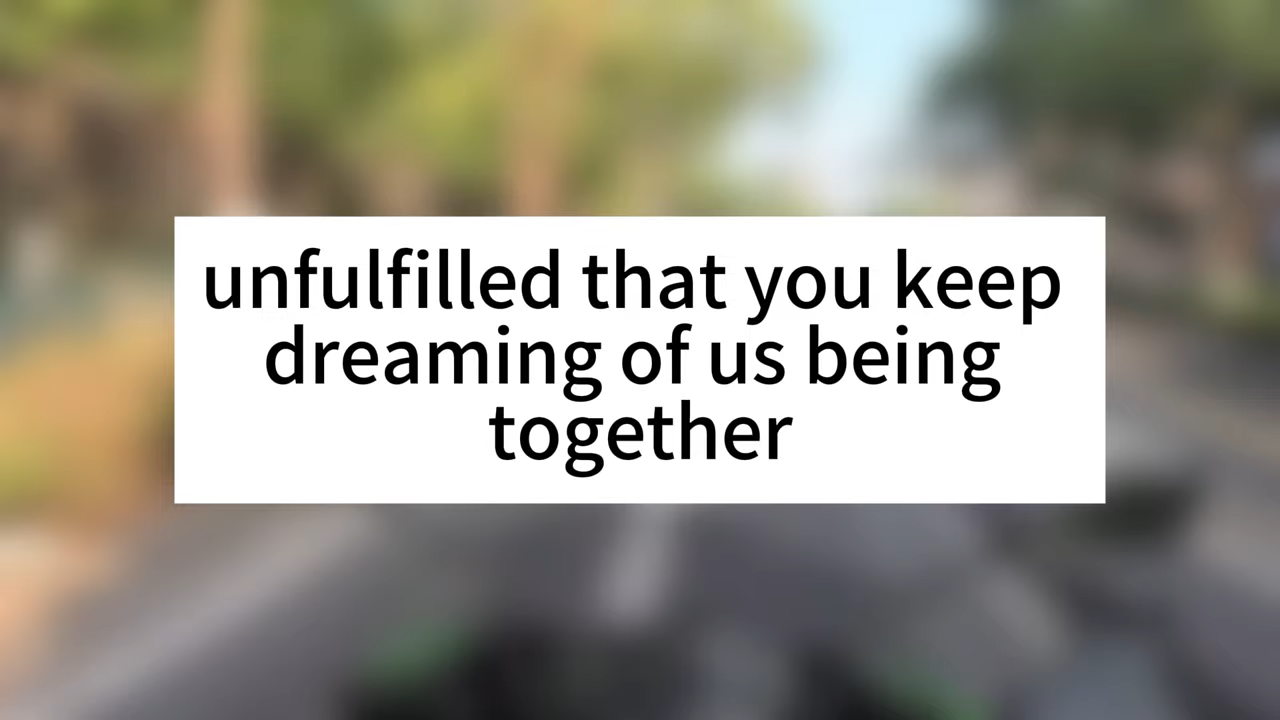 unfulfilled that you keep
dreaming of us being
together